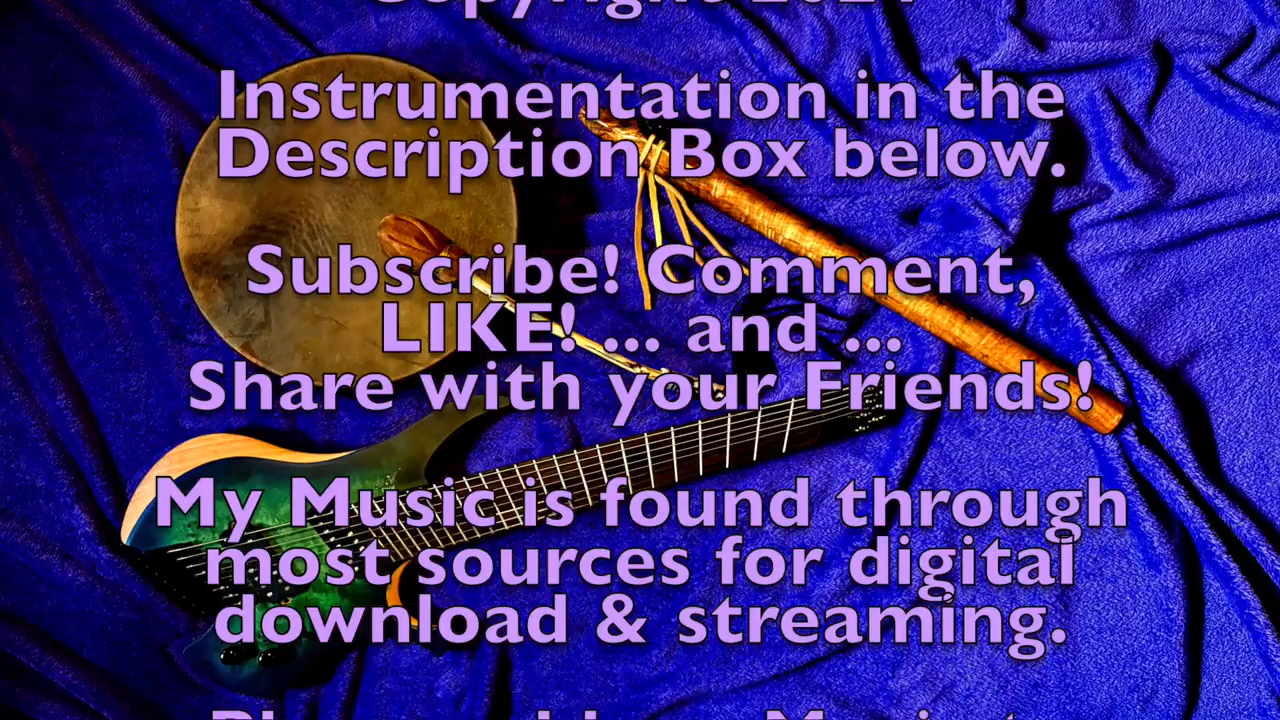 Instrumentation in the
Description Box below.
Subscribe! Comment,
LIKE! ... and ...
Share with your Friends!
My Music is found through
most sources for digital
download & streaming.